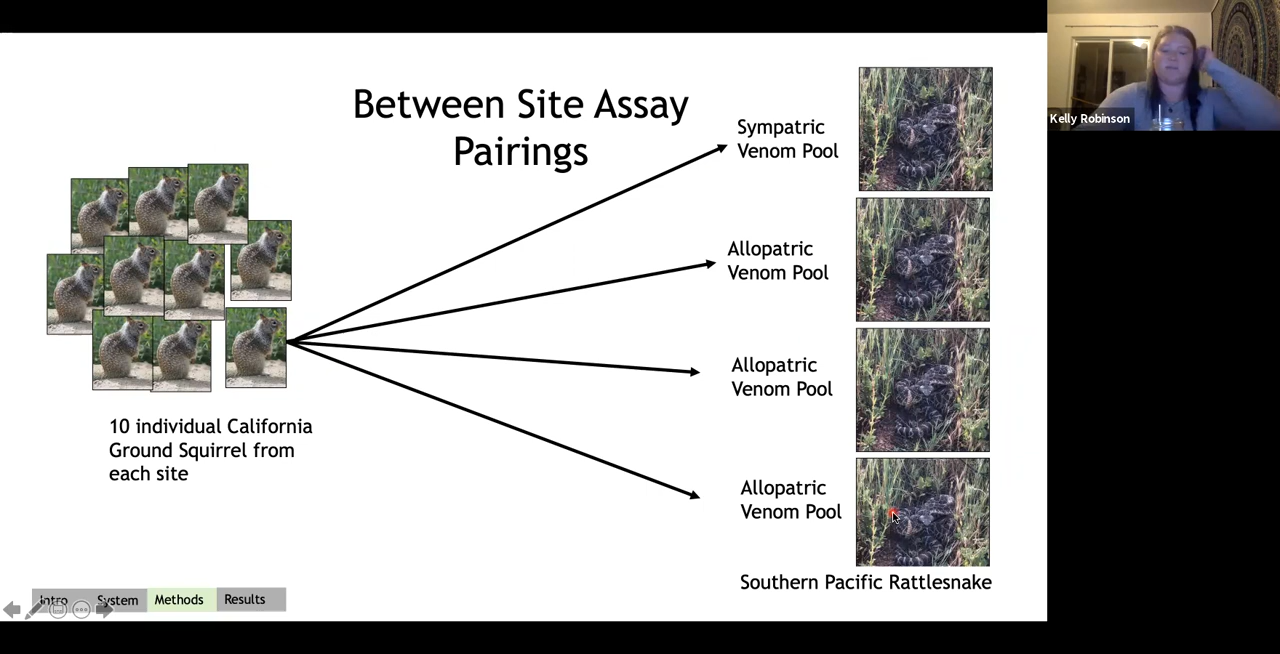 Between Site Assay
Pairings
Sympatric
Venom Pool
Allopatric
Venom Pool
Allopatric
Venom Pool
Allopatric
Venom Pool
10 individual California
Ground Squirrel from
each site
Southern Pacific Rattlesnake
Intro
System
Methods
Results
Kelly Robinson